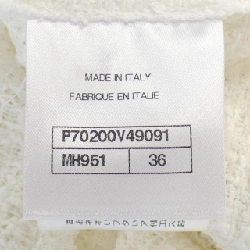 MADE IN ITALY
FABRIQUE EN ITALIE
P70200V49091
MH951 36